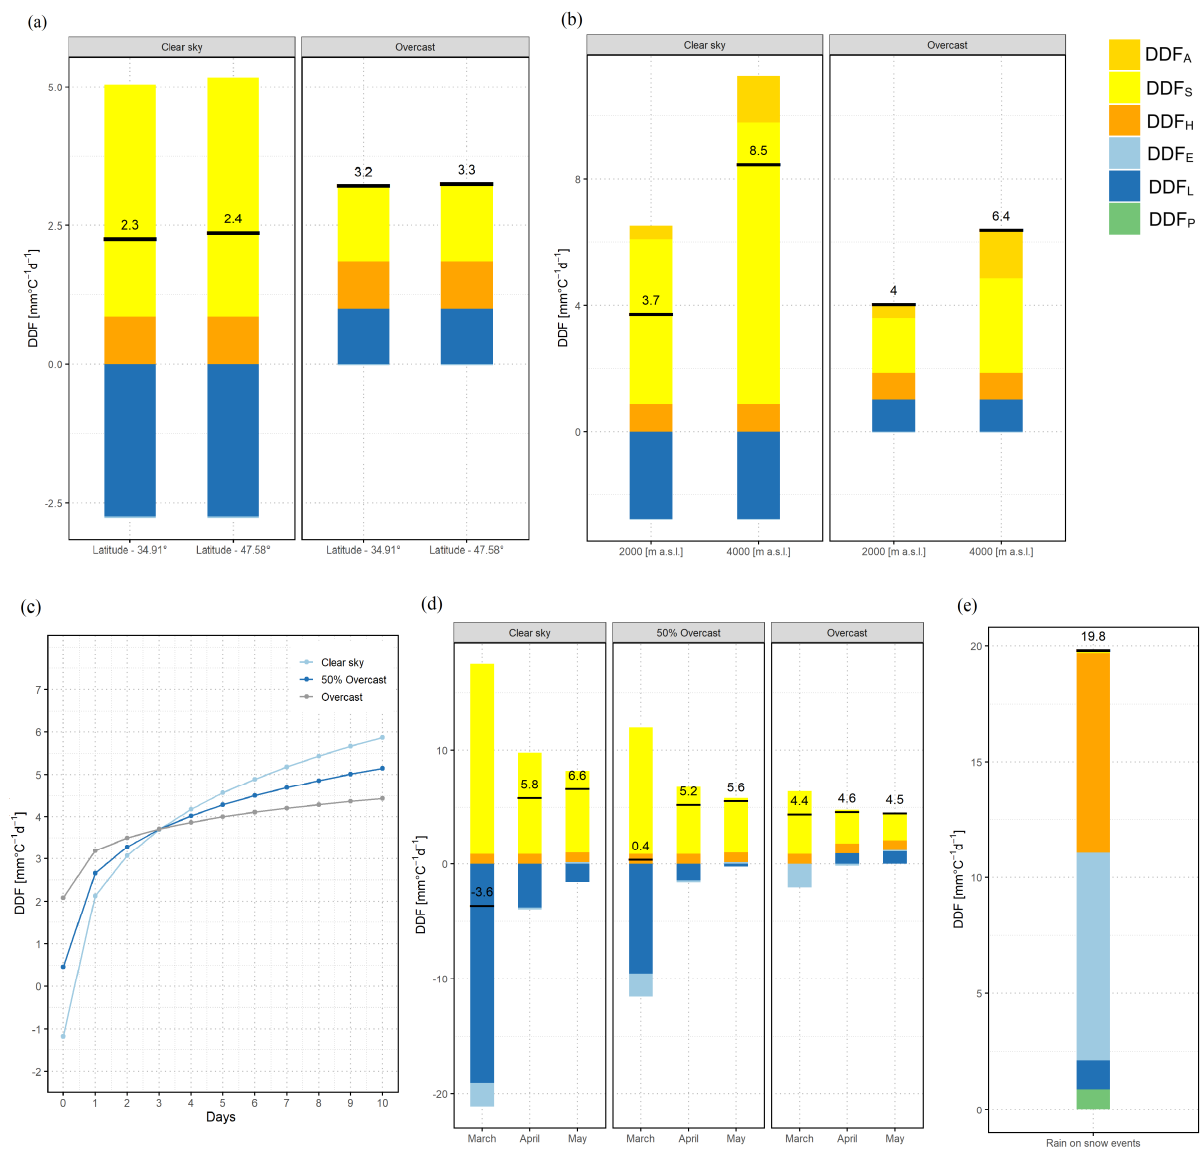 (a)
Clear sky
Overcast
5.0
2.5
0.0
-2.5
DDF [mm°C⁻¹d⁻¹]
2.3
2.4
3.2
3.3
Latitude - 34.91°
Latitude - 47.58°
Latitude - 34.91°
Latitude - 47.58°
(b)
Clear sky
Overcast
8
4
0
DDF [mm°C⁻¹d⁻¹]
3.7
8.5
4
6.4
2000 [m a.s.l.]
4000 [m a.s.l.]
2000 [m a.s.l.]
4000 [m a.s.l.]
DDF_A
DDF_S
DDF_H
DDF_E
DDF_L
DDF_P
(c)
Clear sky
50% Overcast
Overcast
7
6
5
4
3
2
1
0
-1
-2
DDF [mm°C⁻¹d⁻¹]
0 1 2 3 4 5 6 7 8 9 10
Days
(d)
Clear sky
50% Overcast
Overcast
10
0
-10
-20
DDF [mm°C⁻¹d⁻¹]
-3.6
5.8
6.6
0.4
5.2
5.6
4.4
4.6
4.5
March April May
March April May
March April May
(e)
20
15
10
5
0
DDF [mm°C⁻¹d⁻¹]
19.8
Rain on snow events